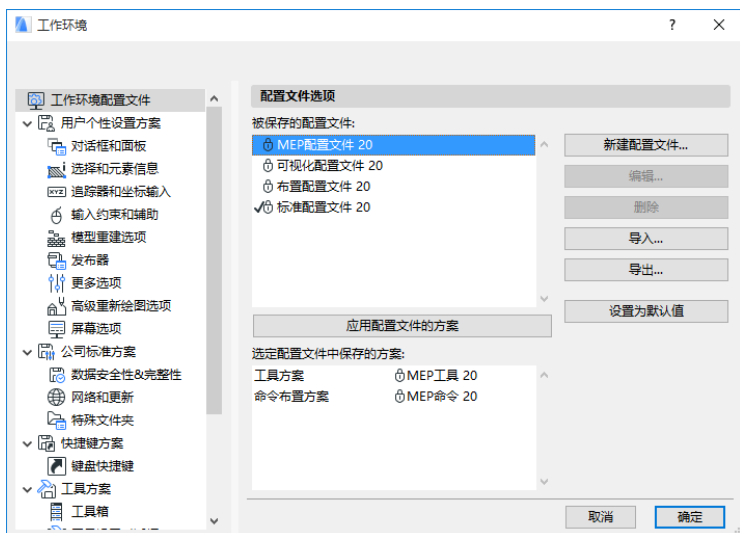 工作环境
?
工作环境配置文件
用户个性设置方案
对话框和面板
选择和元素信息
XYZ 追踪器和坐标输入
输入约束和辅助
模型重建选项
发布器
更多选项
高级重新绘图选项
屏幕选项
公司标准方案
数据安全性&完整性
网络和更新
特殊文件夹
快捷键方案
键盘快捷键
工具方案
工具箱
配置文件选项
被保存的配置文件:
MEP配置文件 20
可视化配置文件 20
布置配置文件 20
标准配置文件 20
新建配置文件...
编辑...
删除
导入...
导出...
设置为默认值
应用配置文件的方案
选定配置文件中保存的方案:
工具方案 MEP工具 20
命令布置方案 MEP命令 20
取消 确定